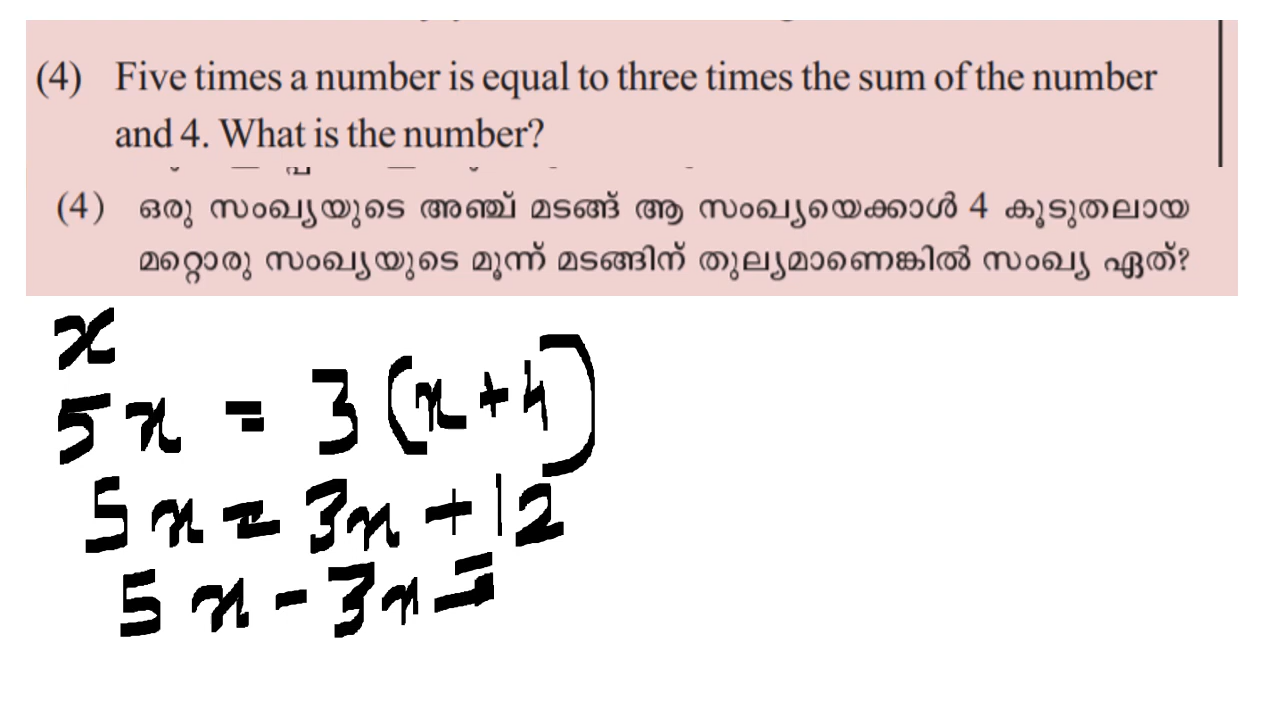 (4) Five times a number is equal to three times the sum of the number
and 4. What is the number?
(4) ഒരു സംഖ്യയുടെ അഞ്ച് മടങ്ങ് ആ സംഖ്യയെക്കാൾ 4 കൂടുതലായ
മറ്റൊരു സംഖ്യയുടെ മൂന്ന് മടങ്ങിന് തുല്യമാണെങ്കിൽ സംഖ്യ ഏത്?
x
5x = 3(x+4)
5x = 3x + 12
5x - 3x =